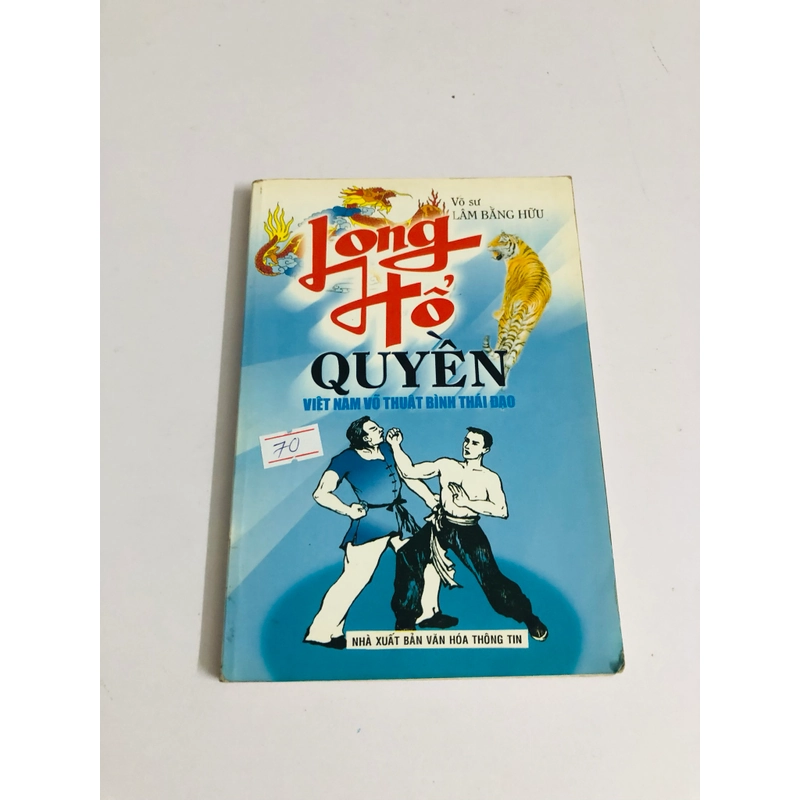 Võ sư
LÂM BẰNG HỮU
Long
Hổ
QUYỀN
VIỆT NAM VÕ THUẬT BÌNH THÁI ĐẠO
70
NHÀ XUẤT BẢN VĂN HÓA THÔNG TIN